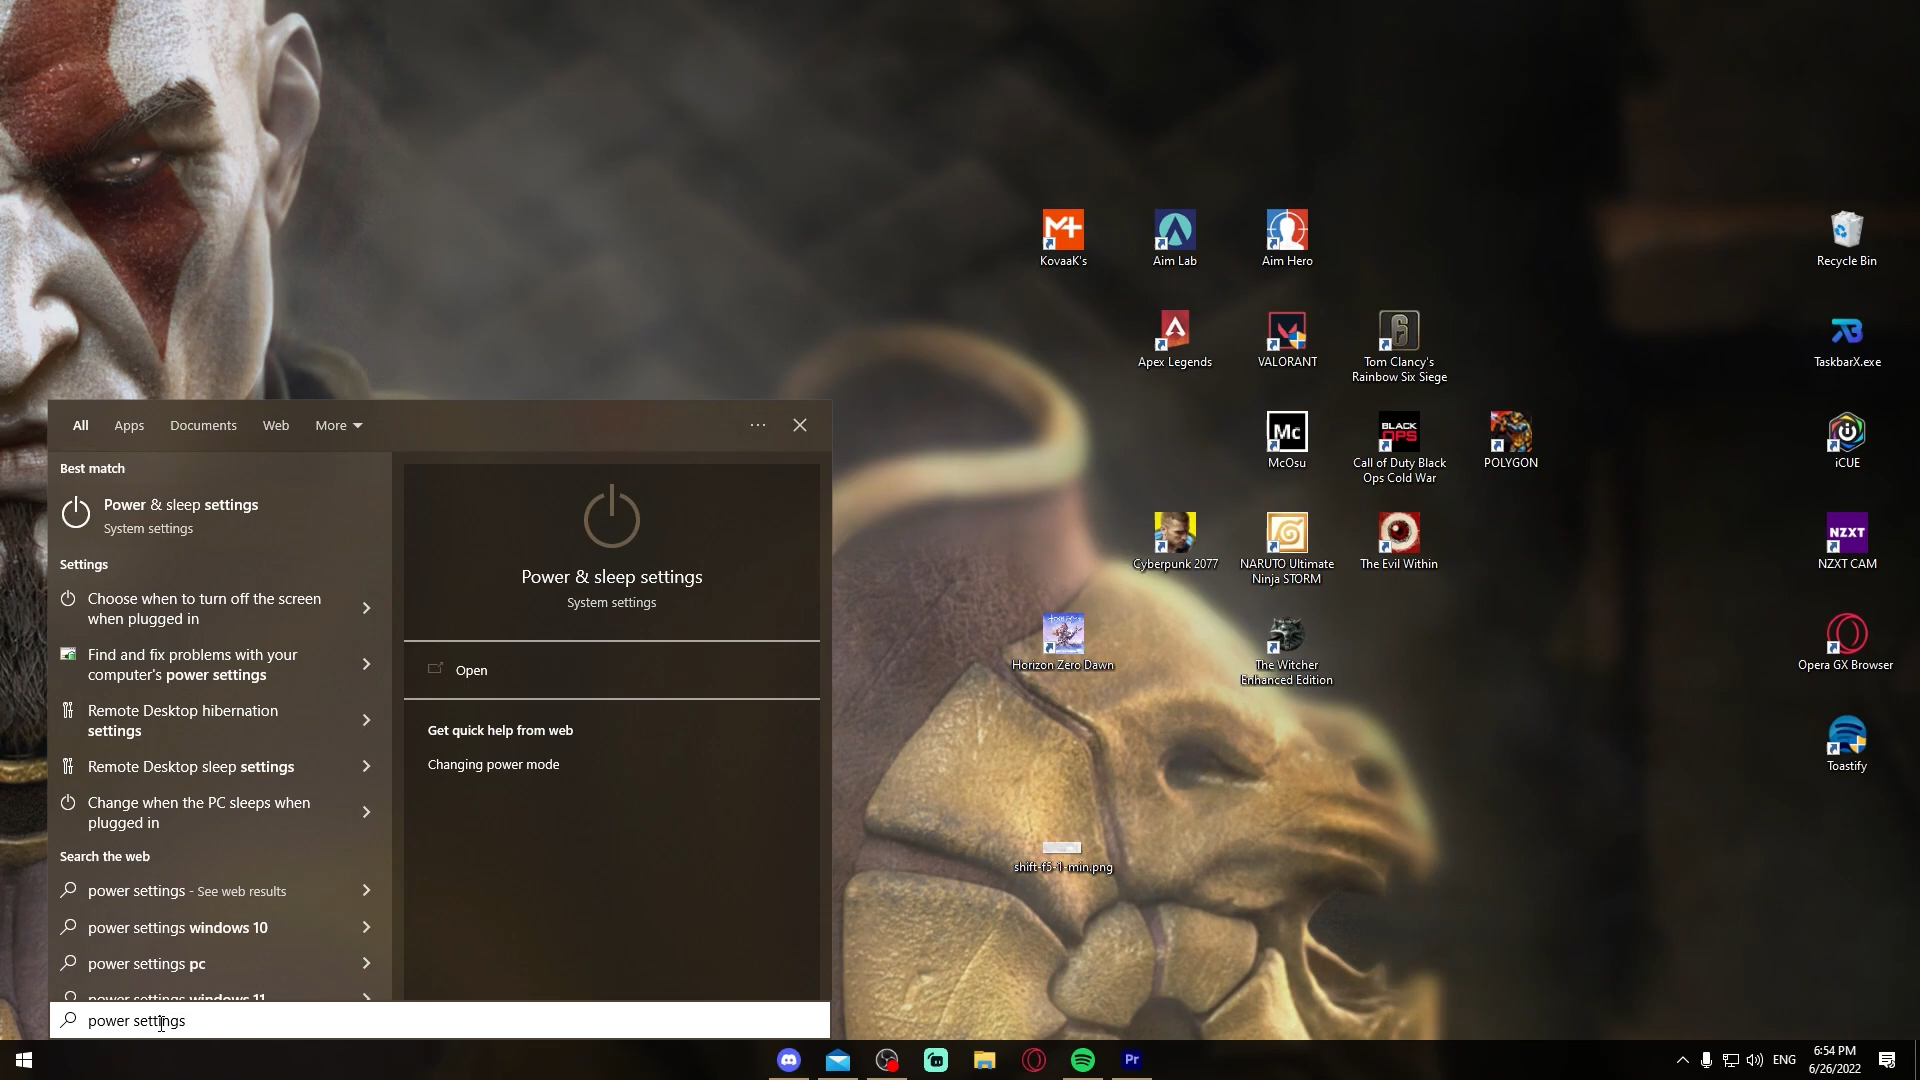 All Apps Documents Web More
Best match
Power & sleep settings
System settings
Settings
Choose when to turn off the screen
when plugged in
Find and fix problems with your
computer's power settings
Remote Desktop hibernation
settings
Remote Desktop sleep settings
Change when the PC sleeps when
plugged in
Search the web
power settings - See web results
power settings windows 10
power settings pc
power settings windows 11
power settings
Power & sleep settings
System settings
Open
Get quick help from web
Changing power mode
KovaaK's
Aim Lab
Aim Hero
Recycle Bin
Apex Legends
VALORANT
Tom Clancy's
Rainbow Six Siege
TaskbarX.exe
Mc
McOsu
BLACK
OPS
Call of Duty Black
Ops Cold War
POLYGON
iCUE
Cyberpunk 2077
NARUTO Ultimate
Ninja STORM
The Evil Within
NZXT
NZXT CAM
Horizon Zero Dawn
The Witcher
Enhanced Edition
Opera GX Browser
Toastify
shift-f5-1-min.png
Pr
ENG
6:54 PM
6/26/2022